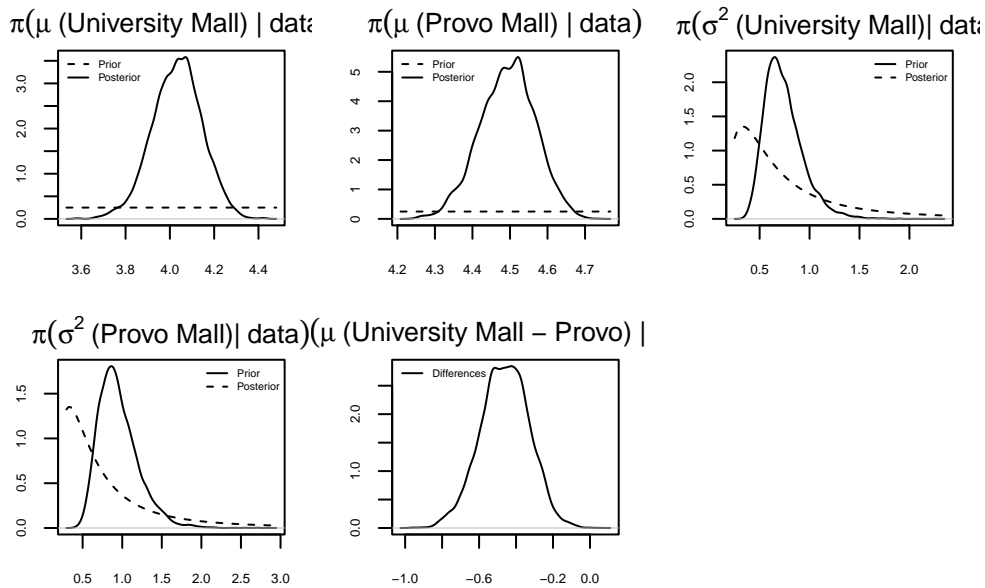 π(μ (University Mall) | data
Prior
Posterior
0.0 1.0 2.0 3.0
3.6 3.8 4.0 4.2 4.4
π(μ (Provo Mall) | data)
Prior
Posterior
0 1 2 3 4 5
4.2 4.3 4.4 4.5 4.6 4.7
π(σ² (University Mall)| data
Prior
Posterior
0.0 0.5 1.0 1.5 2.0
0.5 1.0 1.5 2.0
π(σ² (Provo Mall)| data)
Prior
Posterior
0.0 0.5 1.0 1.5
0.5 1.0 1.5 2.0 2.5 3.0
(μ (University Mall − Provo) |
Differences
0.0 1.0 2.0
−1.0 −0.6 −0.2 0.0